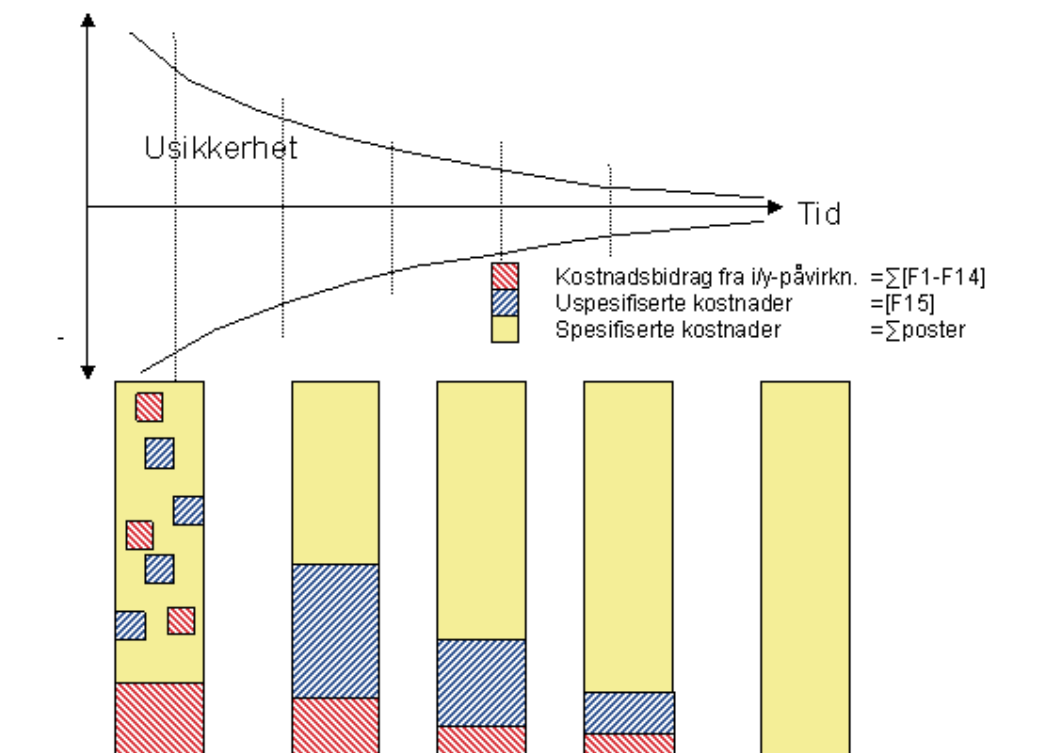 Usikkerhet
Tid
Kostnadsbidrag fra i/y-påvirkn. =∑[F1-F14]
Uspesifiserte kostnader =[F15]
Spesifiserte kostnader =∑poster
-